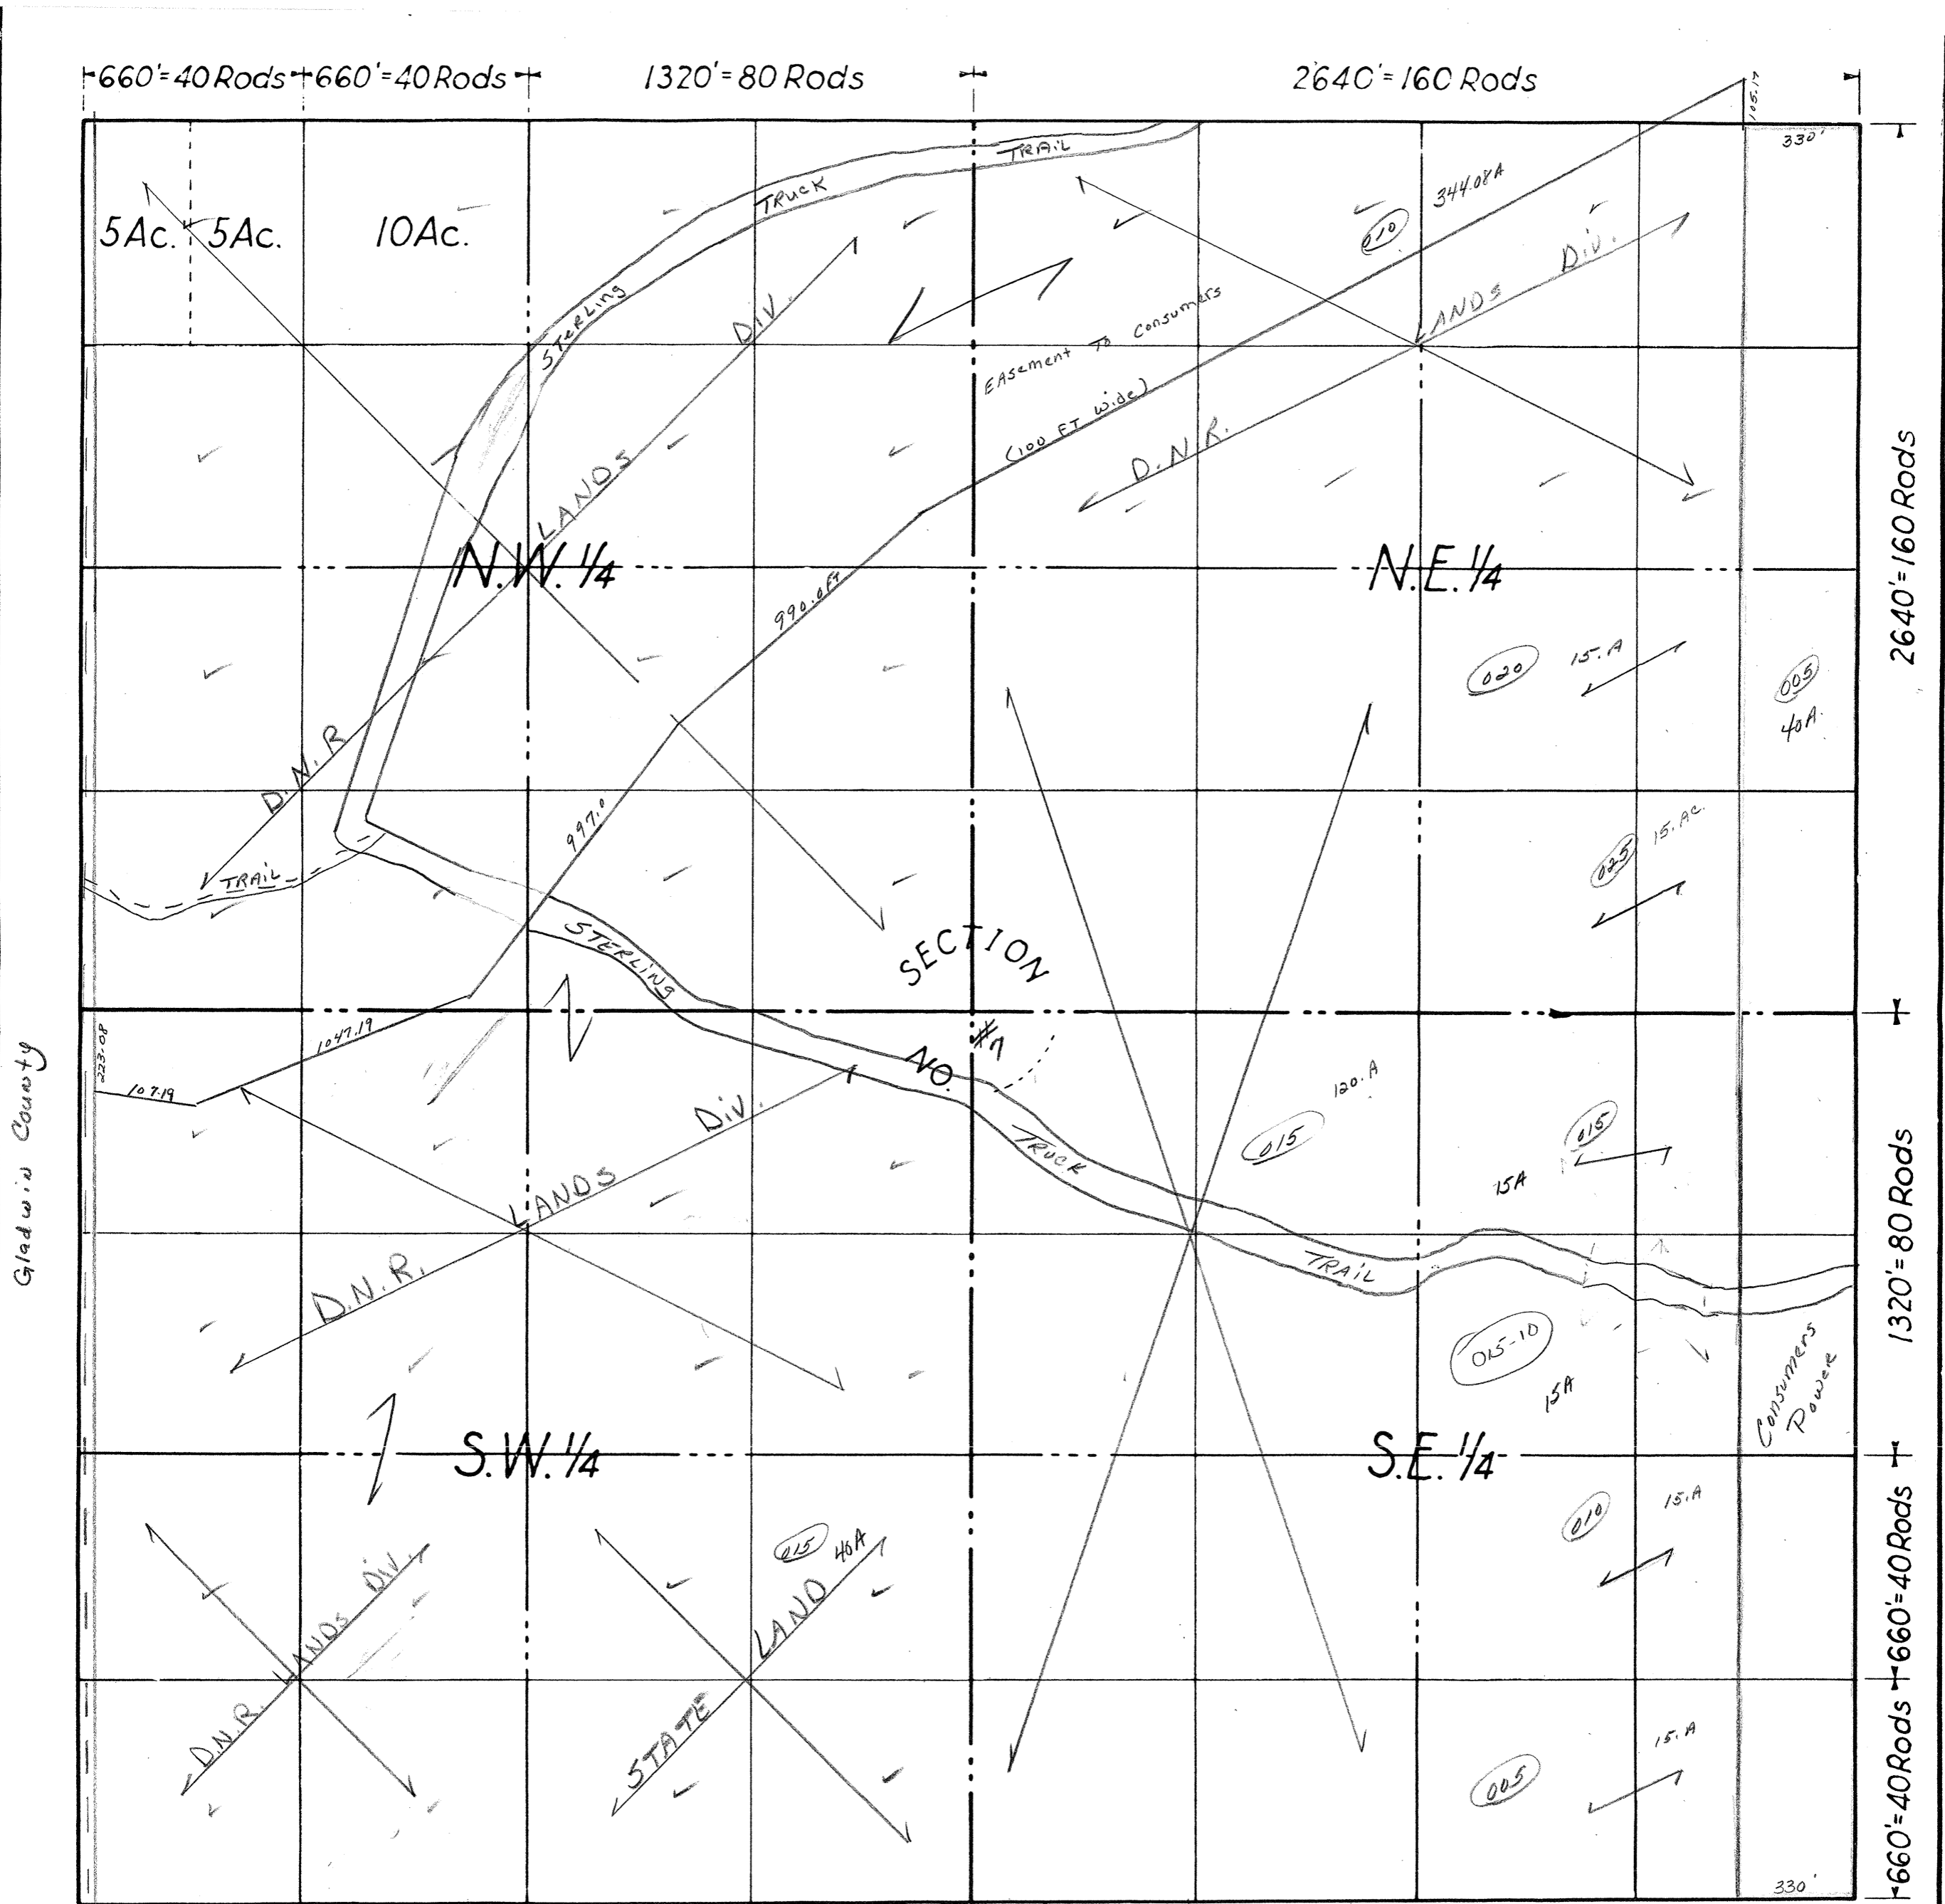 660'=40 Rods
660'=40 Rods
1320'=80 Rods
2640'=160 Rods
105.17
330'
5Ac.
5Ac.
10Ac.
STERLING
TRUCK
TRAIL
010
344.08A
D.N.R. LANDS Div.
EASement To Consumers
(100 FT wide)
D.N.R. LANDS Div.
990.0FT
N.W. 1/4
N.E. 1/4
2640'=160 Rods
020
15.A
005
40A.
997.0
TRAIL
025
15.AC.
STERLING
TRUCK
TRAIL
SECTION
NO.
#7
Gladwin County
223.08
1047.19
107.19
D.N.R. LANDS Div.
120.A
015
015
15A
1320'=80 Rods
015-10
15A
Consumers
Power
S.W. 1/4
S.E. 1/4
D.N.R. LANDS Div.
015
40A
STATE LAND
010
15.A
660'=40Rods
005
15.A
660'=40Rods
330'